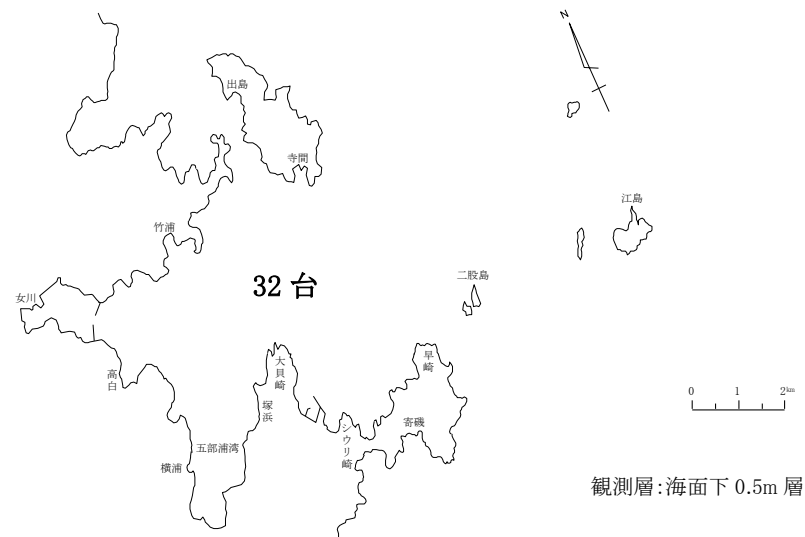 N
出島
寺間
江島
竹浦
二股島
32 台
女川
大貝崎
早崎
高白
塚浜
0 1 2km
寄磯
シウリ崎
五部浦湾
横浦
観測層:海面下 0.5m 層